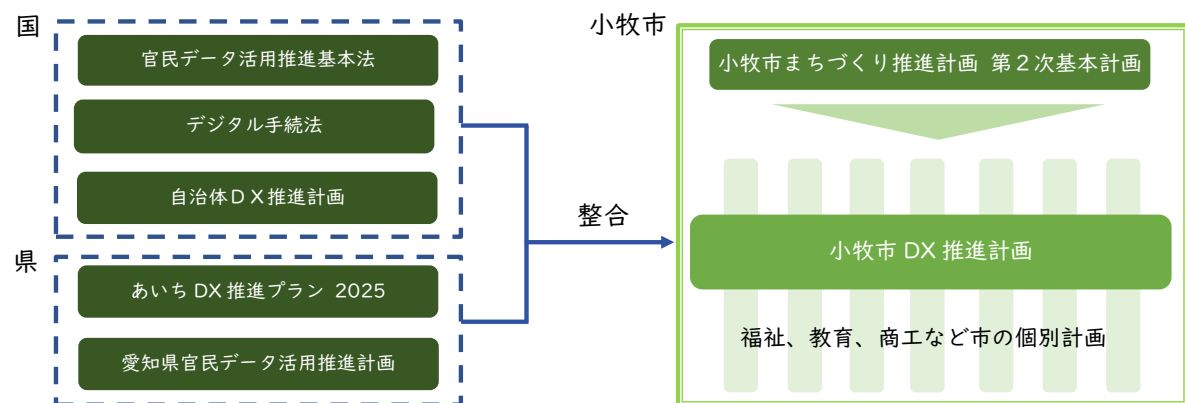 国
官民データ活用推進基本法
デジタル手続法
自治体ＤＸ推進計画
県
あいち DX 推進プラン 2025
愛知県官民データ活用推進計画
整合
小牧市
小牧市まちづくり推進計画 第２次基本計画
小牧市 DX 推進計画
福祉、教育、商工など市の個別計画